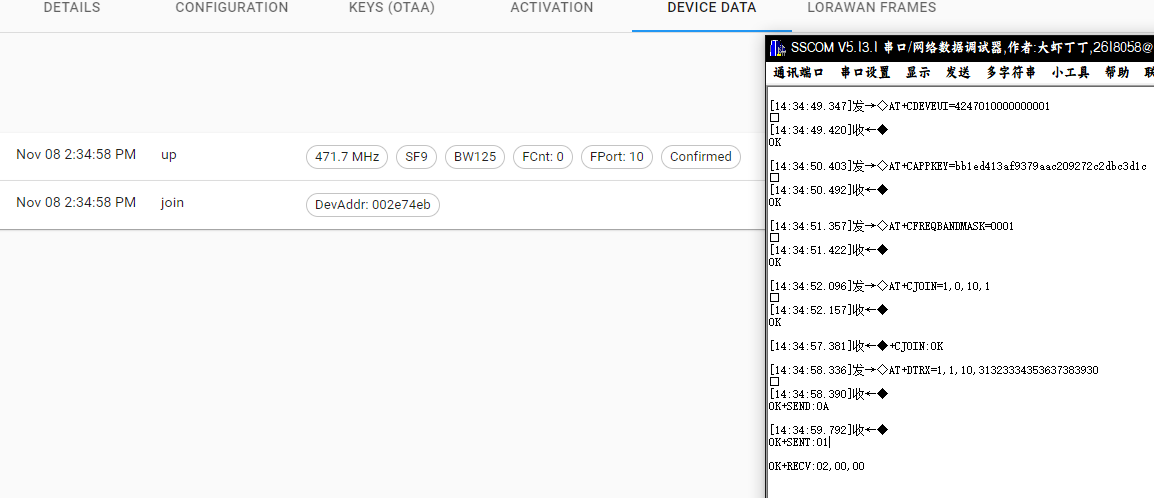 DETAILS CONFIGURATION KEYS (OTAA) ACTIVATION DEVICE DATA LORAWAN FRAMES
Nov 08 2:34:58 PM up 471.7 MHz SF9 BW125 FCnt: 0 FPort: 10 Confirmed
Nov 08 2:34:58 PM join DevAddr: 002e74eb
SSCOM V5.13.1 串口/网络数据调试器,作者:大虾丁丁,2618058@
通讯端口 串口设置 显示 发送 多字符串 小工具 帮助
[14:34:49.347]发→◇AT+CDEVEUI=4247010000000001
□
[14:34:49.420]收←◆
OK
[14:34:50.403]发→◇AT+CAPPKEY=bb1ed413af9379aac209272c2dbc3d1c
□
[14:34:50.492]收←◆
OK
[14:34:51.357]发→◇AT+CFREQBANDMASK=0001
□
[14:34:51.422]收←◆
OK
[14:34:52.096]发→◇AT+CJOIN=1,0,10,1
□
[14:34:52.157]收←◆
OK
[14:34:57.381]收←◆+CJOIN:OK
[14:34:58.336]发→◇AT+DTRX=1,1,10,31323334353637383930
□
[14:34:58.390]收←◆
OK+SEND:0A
[14:34:59.792]收←◆
OK+SENT:01
OK+RECV:02,00,00